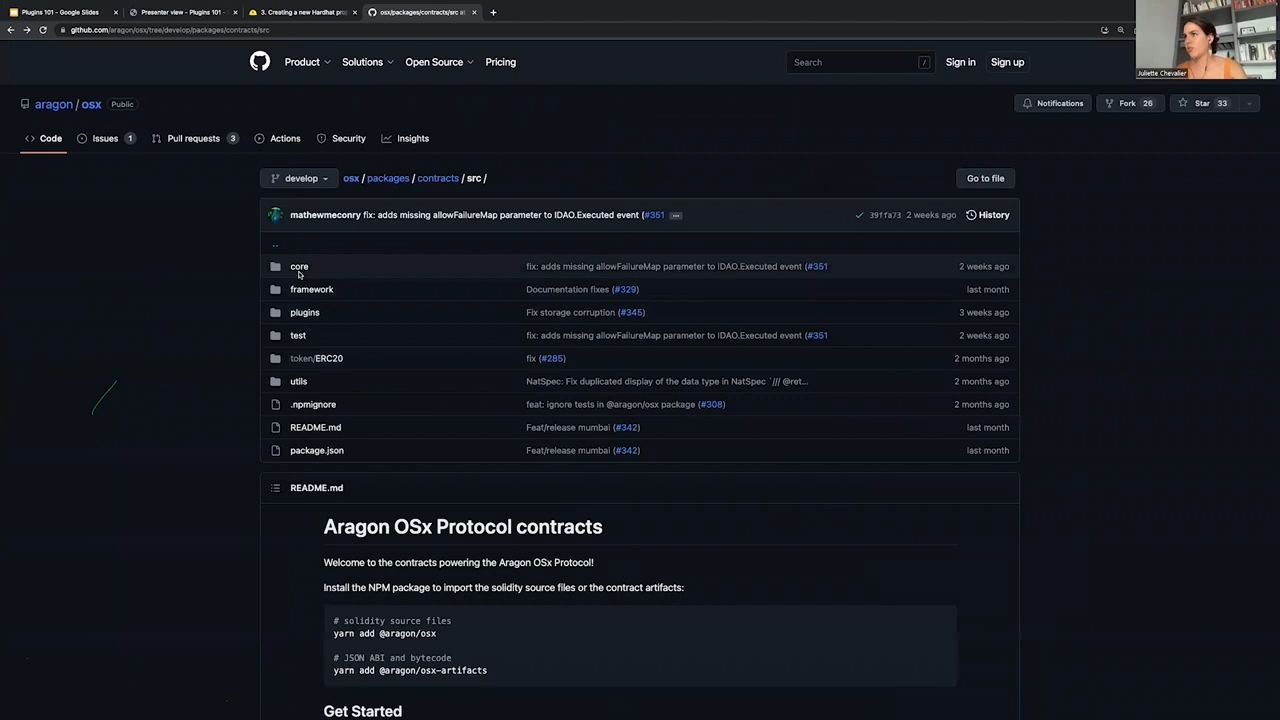 Plugins 101 - Google Slides
Presenter view - Plugins 101 -
3. Creating a new Hardhat pro
osx/packages/contracts/src at
github.com/aragon/osx/tree/develop/packages/contracts/src
Juliette Chevalier
Product Solutions Open Source Pricing
Search /
Sign in Sign up
aragon / osx Public
Notifications Fork 26 Star 33
Code Issues 1 Pull requests 3 Actions Security Insights
develop osx / packages / contracts / src / Go to file
mathewmeconry fix: adds missing allowFailureMap parameter to IDAO.Executed event (#351 ... 39ffa73 2 weeks ago History
..
core fix: adds missing allowFailureMap parameter to IDAO.Executed event (#351) 2 weeks ago
framework Documentation fixes (#329) last month
plugins Fix storage corruption (#345) 3 weeks ago
test fix: adds missing allowFailureMap parameter to IDAO.Executed event (#351) 2 weeks ago
token/ERC20 fix (#285) 2 months ago
utils NatSpec: Fix duplicated display of the data type in NatSpec `/// @ret... 2 months ago
.npmignore feat: ignore tests in @aragon/osx package (#308) 2 months ago
README.md Feat/release mumbai (#342) last month
package.json Feat/release mumbai (#342) last month
README.md
Aragon OSx Protocol contracts
Welcome to the contracts powering the Aragon OSx Protocol!
Install the NPM package to import the solidity source files or the contract artifacts:
# solidity source files
yarn add @aragon/osx
# JSON ABI and bytecode
yarn add @aragon/osx-artifacts
Get Started